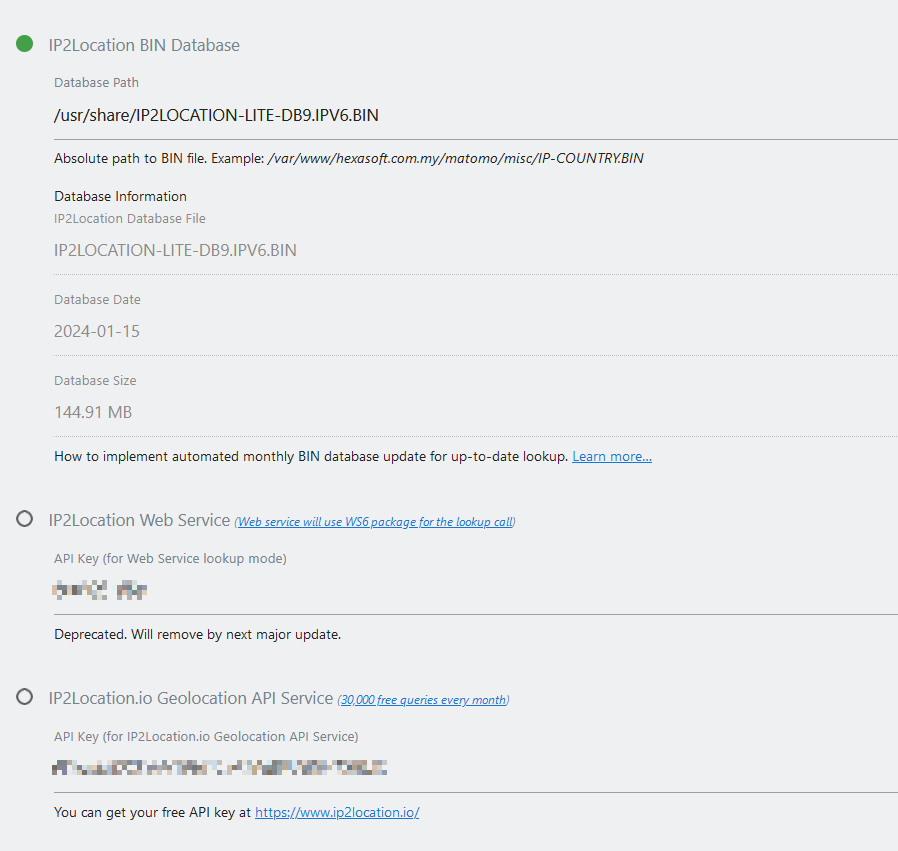 IP2Location BIN Database
Database Path
/usr/share/IP2LOCATION-LITE-DB9.IPV6.BIN
Absolute path to BIN file. Example: /var/www/hexasoft.com.my/matomo/misc/IP-COUNTRY.BIN
Database Information
IP2Location Database File
IP2LOCATION-LITE-DB9.IPV6.BIN
Database Date
2024-01-15
Database Size
144.91 MB
How to implement automated monthly BIN database update for up-to-date lookup. Learn more...
IP2Location Web Service (Web service will use WS6 package for the lookup call)
API Key (for Web Service lookup mode)
Deprecated. Will remove by next major update.
IP2Location.io Geolocation API Service (30,000 free queries every month)
API Key (for IP2Location.io Geolocation API Service)
You can get your free API key at https://www.ip2location.io/